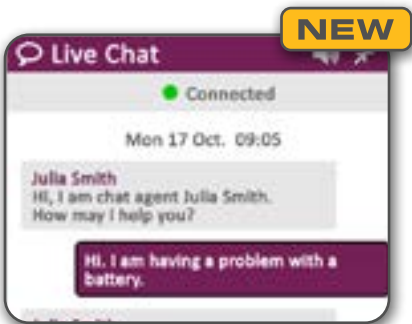 NEW
Live Chat
Connected
Mon 17 Oct. 09:05
Julia Smith
Hi, I am chat agent Julia Smith.
How may I help you?
Hi. I am having a problem with a
battery.